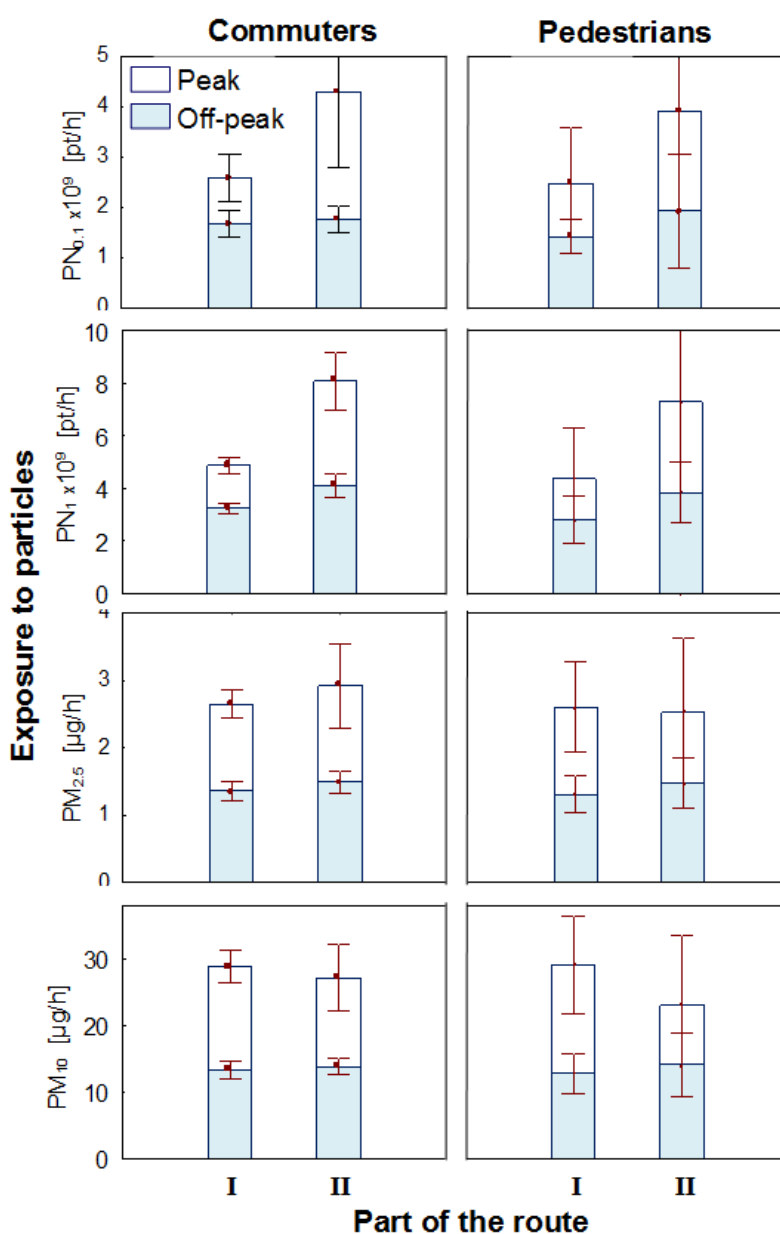 Commuters
Pedestrians
Peak
Off-peak
Exposure to particles
PN₀.₁ x10⁹ [pt/h]
5
4
3
2
1
0
PN₁ x10⁹ [pt/h]
10
8
6
4
2
0
PM₂.₅ [µg/h]
4
3
2
1
0
PM₁₀ [µg/h]
30
20
10
0
I
II
I
II
Part of the route